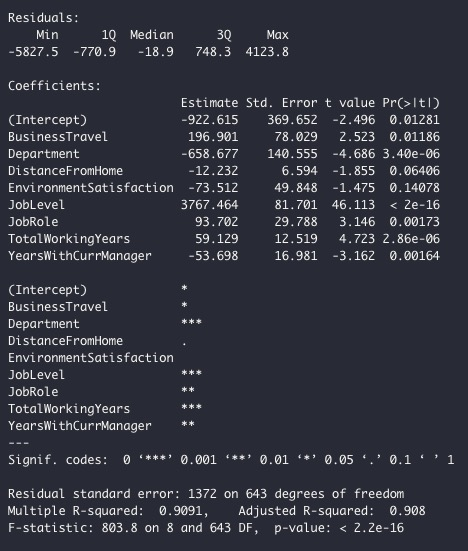 Residuals:
    Min      1Q  Median      3Q     Max
-5827.5  -770.9   -18.9   748.3  4123.8

Coefficients:
                        Estimate Std. Error t value Pr(>|t|)
(Intercept)             -922.615    369.652  -2.496  0.01281
BusinessTravel           196.901     78.029   2.523  0.01186
Department              -658.677    140.555  -4.686 3.40e-06
DistanceFromHome         -12.232      6.594  -1.855  0.06406
EnvironmentSatisfaction  -73.512     49.848  -1.475  0.14078
JobLevel                3767.464     81.701  46.113  < 2e-16
JobRole                   93.702     29.788   3.146  0.00173
TotalWorkingYears         59.129     12.519   4.723 2.86e-06
YearsWithCurrManager     -53.698     16.981  -3.162  0.00164

(Intercept)             *
BusinessTravel          *
Department              ***
DistanceFromHome        .
EnvironmentSatisfaction
JobLevel                ***
JobRole                 **
TotalWorkingYears       ***
YearsWithCurrManager    **
---
Signif. codes:  0 ‘***’ 0.001 ‘**’ 0.01 ‘*’ 0.05 ‘.’ 0.1 ‘ ’ 1

Residual standard error: 1372 on 643 degrees of freedom
Multiple R-squared:  0.9091,    Adjusted R-squared:  0.908
F-statistic: 803.8 on 8 and 643 DF,  p-value: < 2.2e-16